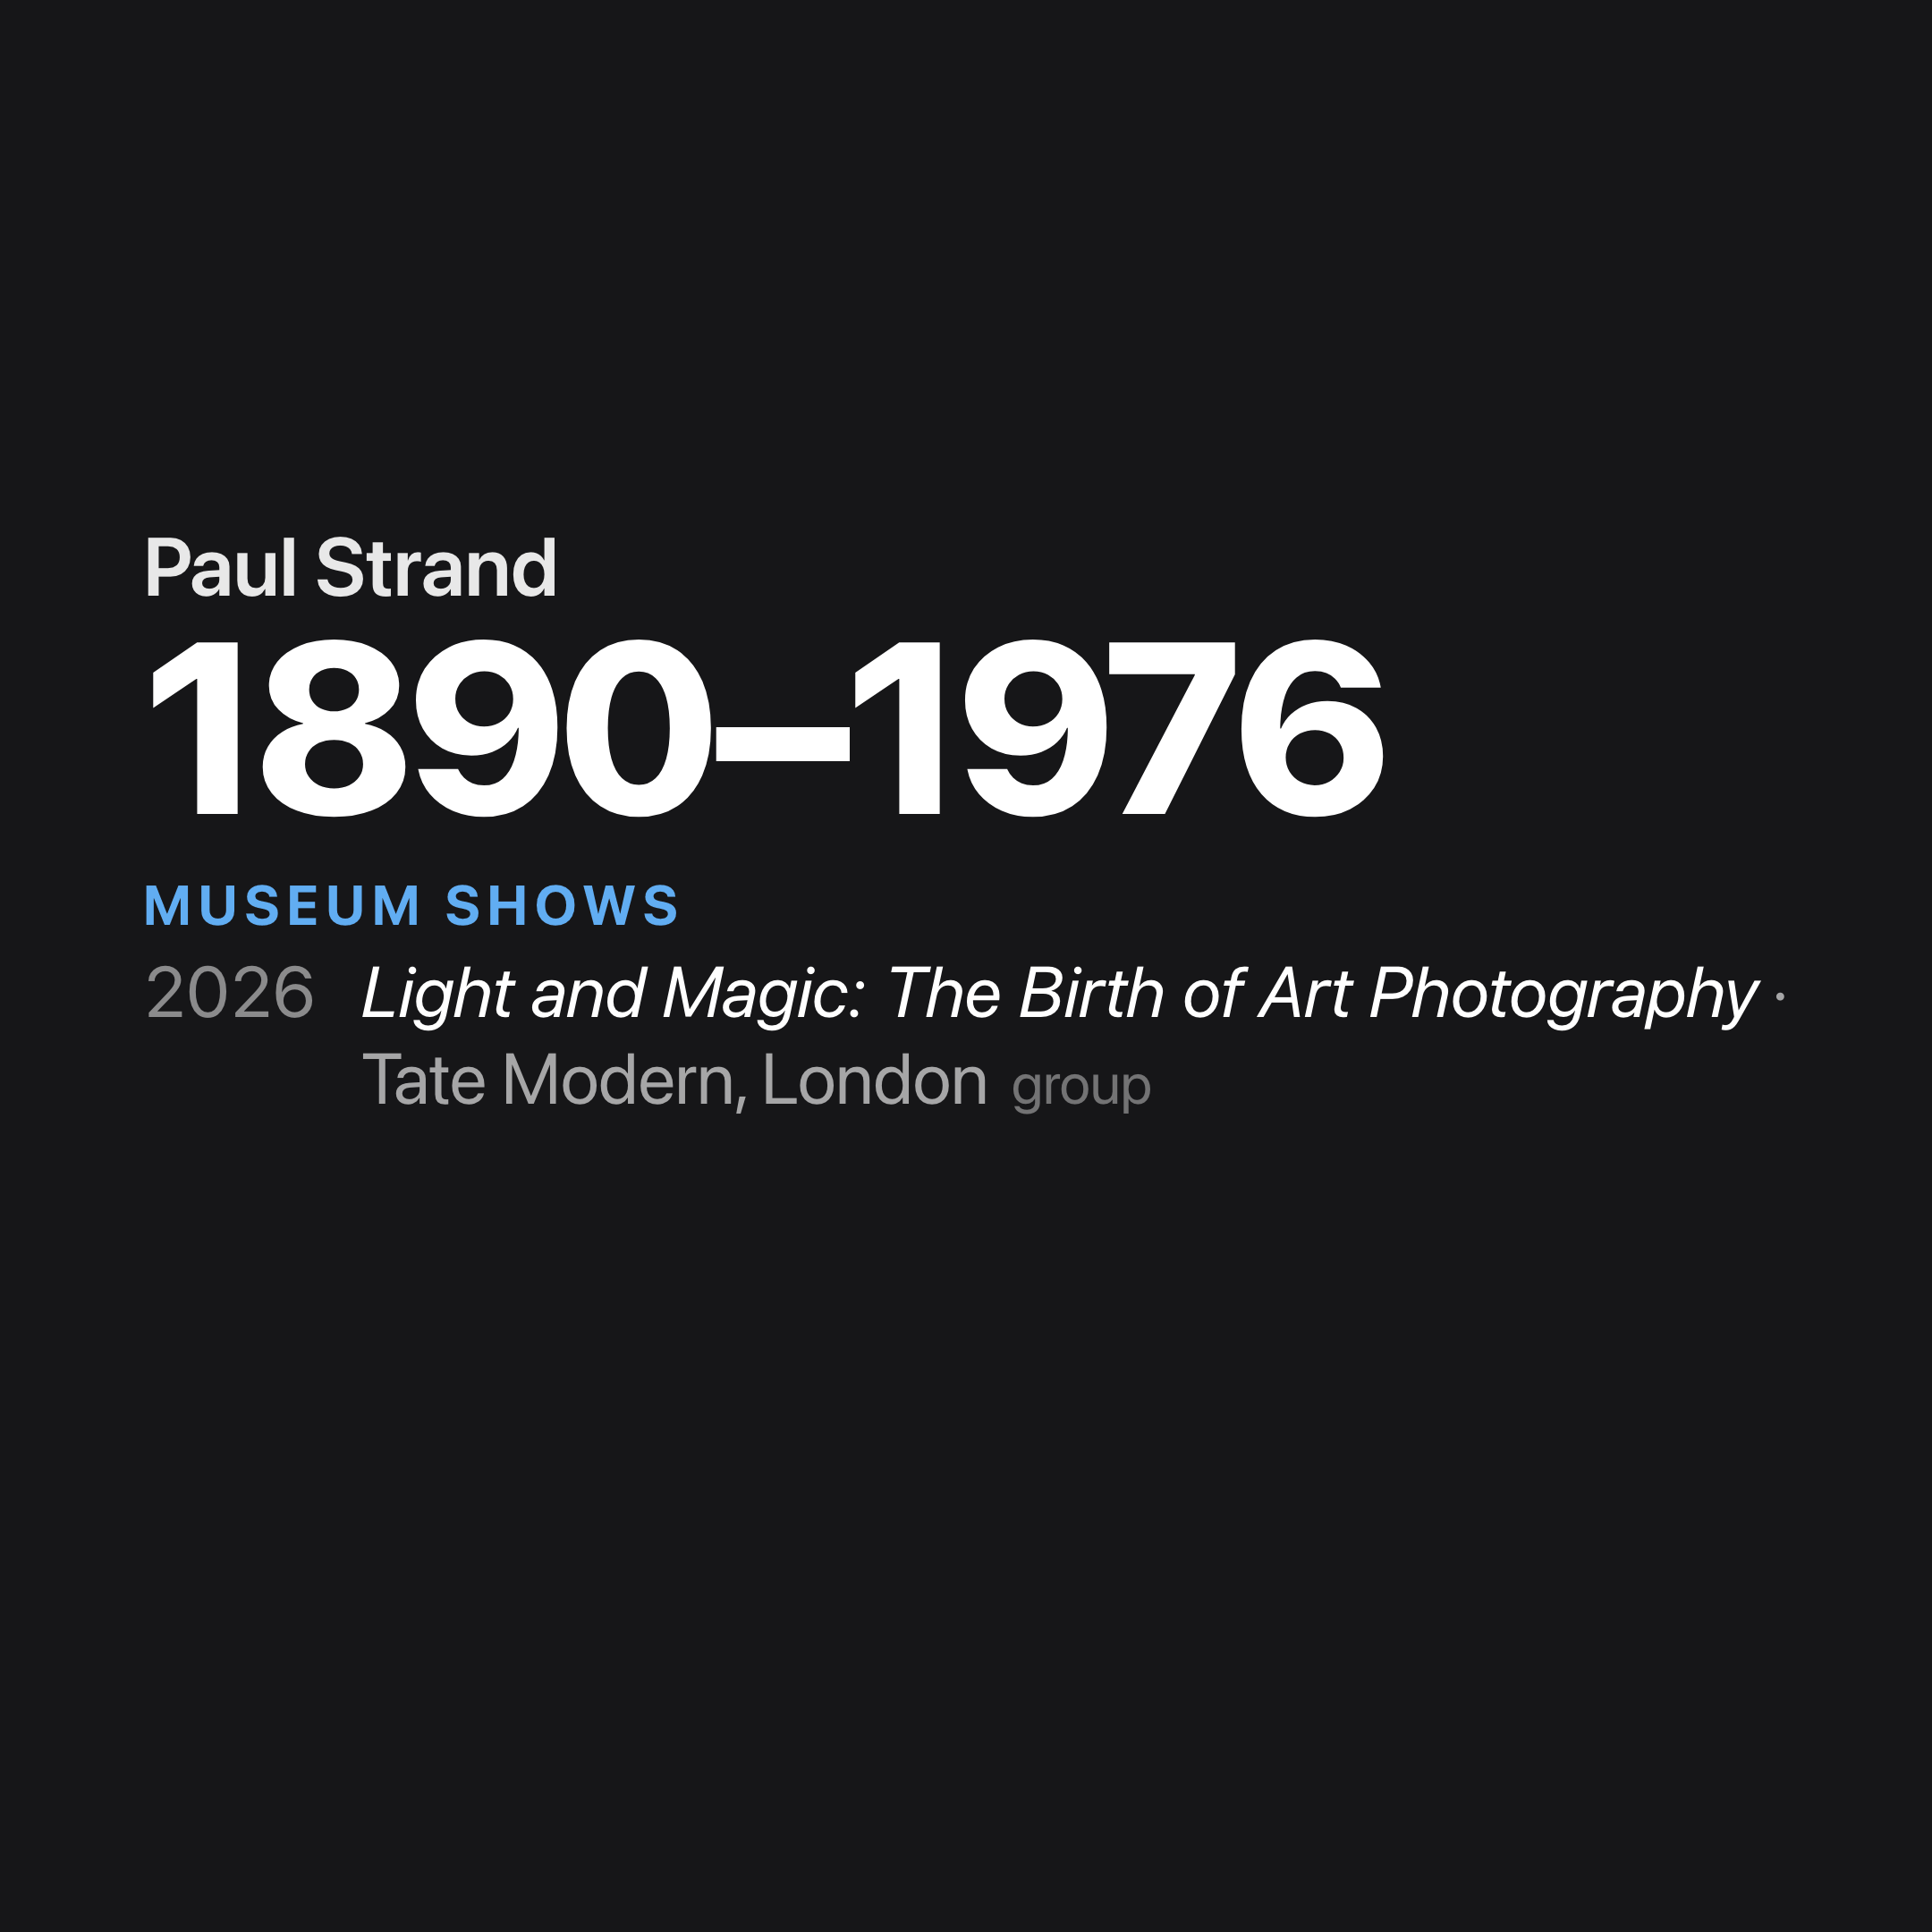 Paul Strand
1890–1976
MUSEUM SHOWS
2026 Light and Magic: The Birth of Art Photography ·
Tate Modern, London group